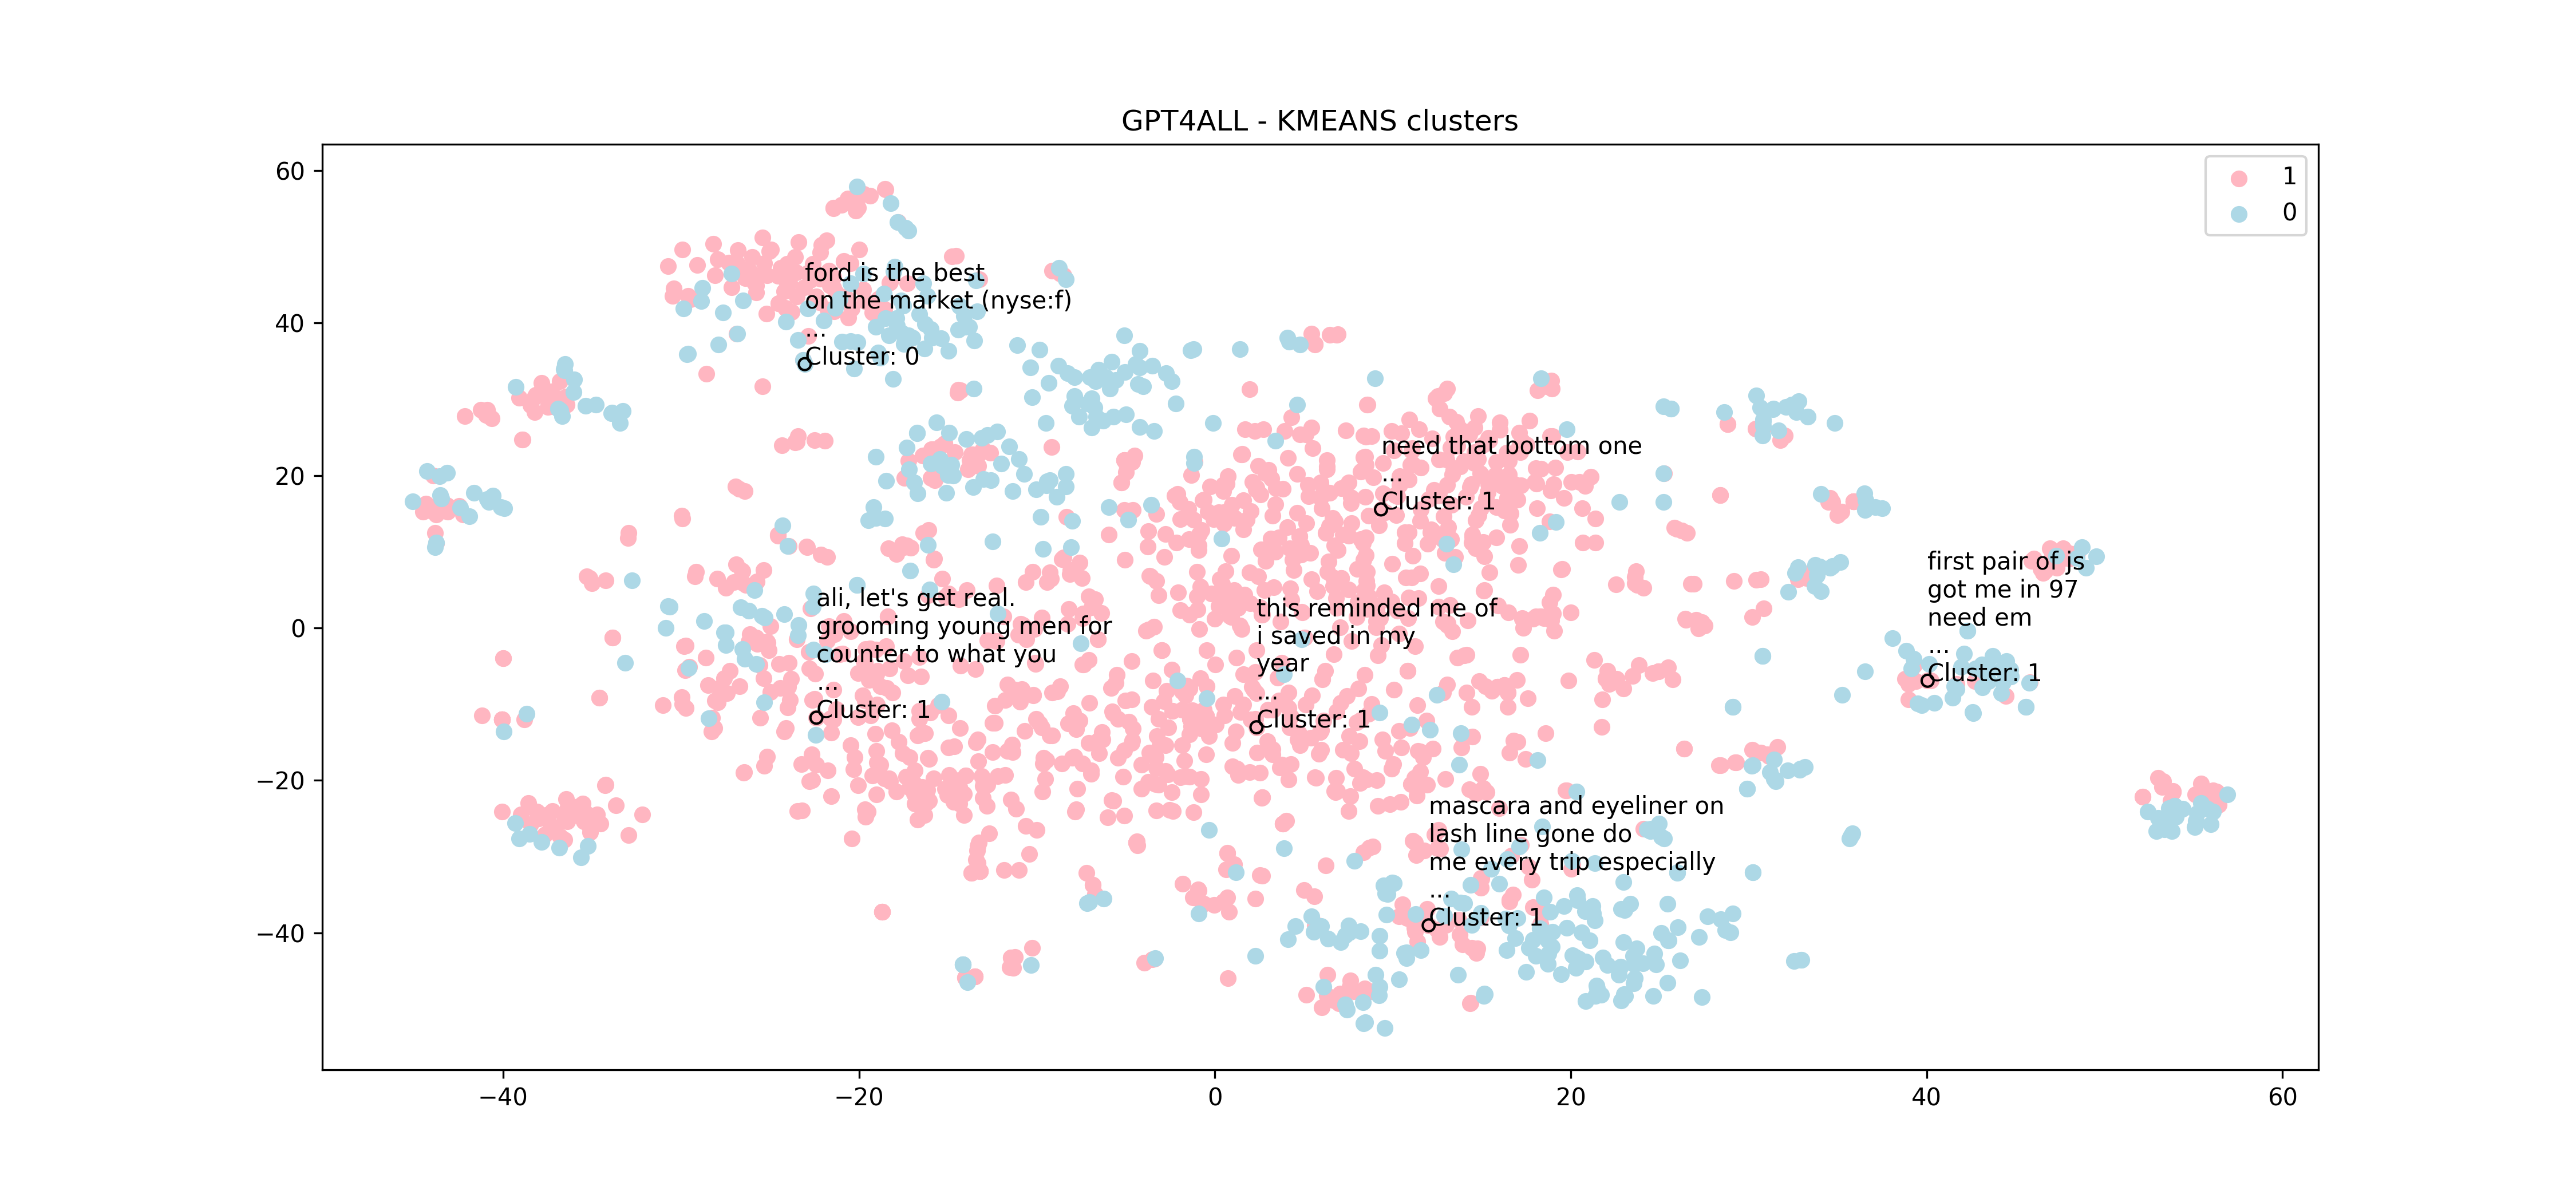 GPT4ALL - KMEANS clusters
60
40
20
0
−20
−40
−40
−20
0
20
40
60
1
0
ford is the best
on the market (nyse:f)
...
Cluster: 0
need that bottom one
...
Cluster: 1
first pair of js
got me in 97
need em
...
Cluster: 1
ali, let's get real.
grooming young men for
counter to what you
...
Cluster: 1
this reminded me of
i saved in my
year
...
Cluster: 1
mascara and eyeliner on
lash line gone do
me every trip especially
...
Cluster: 1